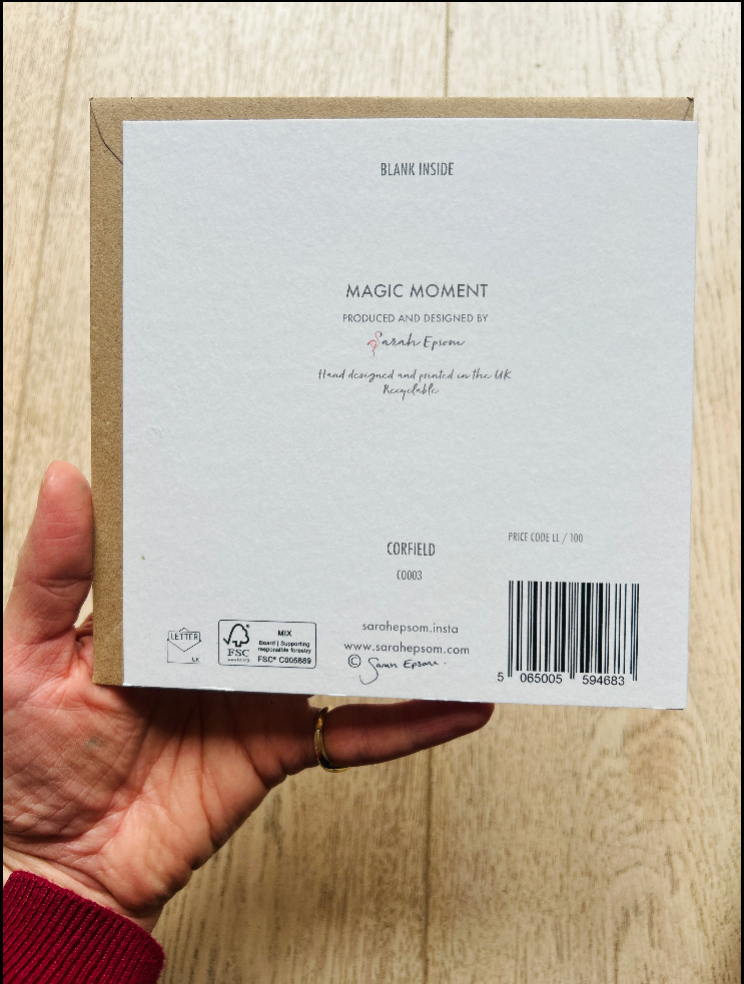 BLANK INSIDE
MAGIC MOMENT
PRODUCED AND DESIGNED BY
Sarah Epsom
Hand designed and printed in the UK
Recyclable
CORFIELD
CO003
PRICE CODE LL / 100
LETTER
UK
FSC®
MIX
Board | Supporting
responsible forestry
FSC® C005889
sarahepsom.insta
www.sarahepsom.com
© Sarah Epsom.
5 065005 594683